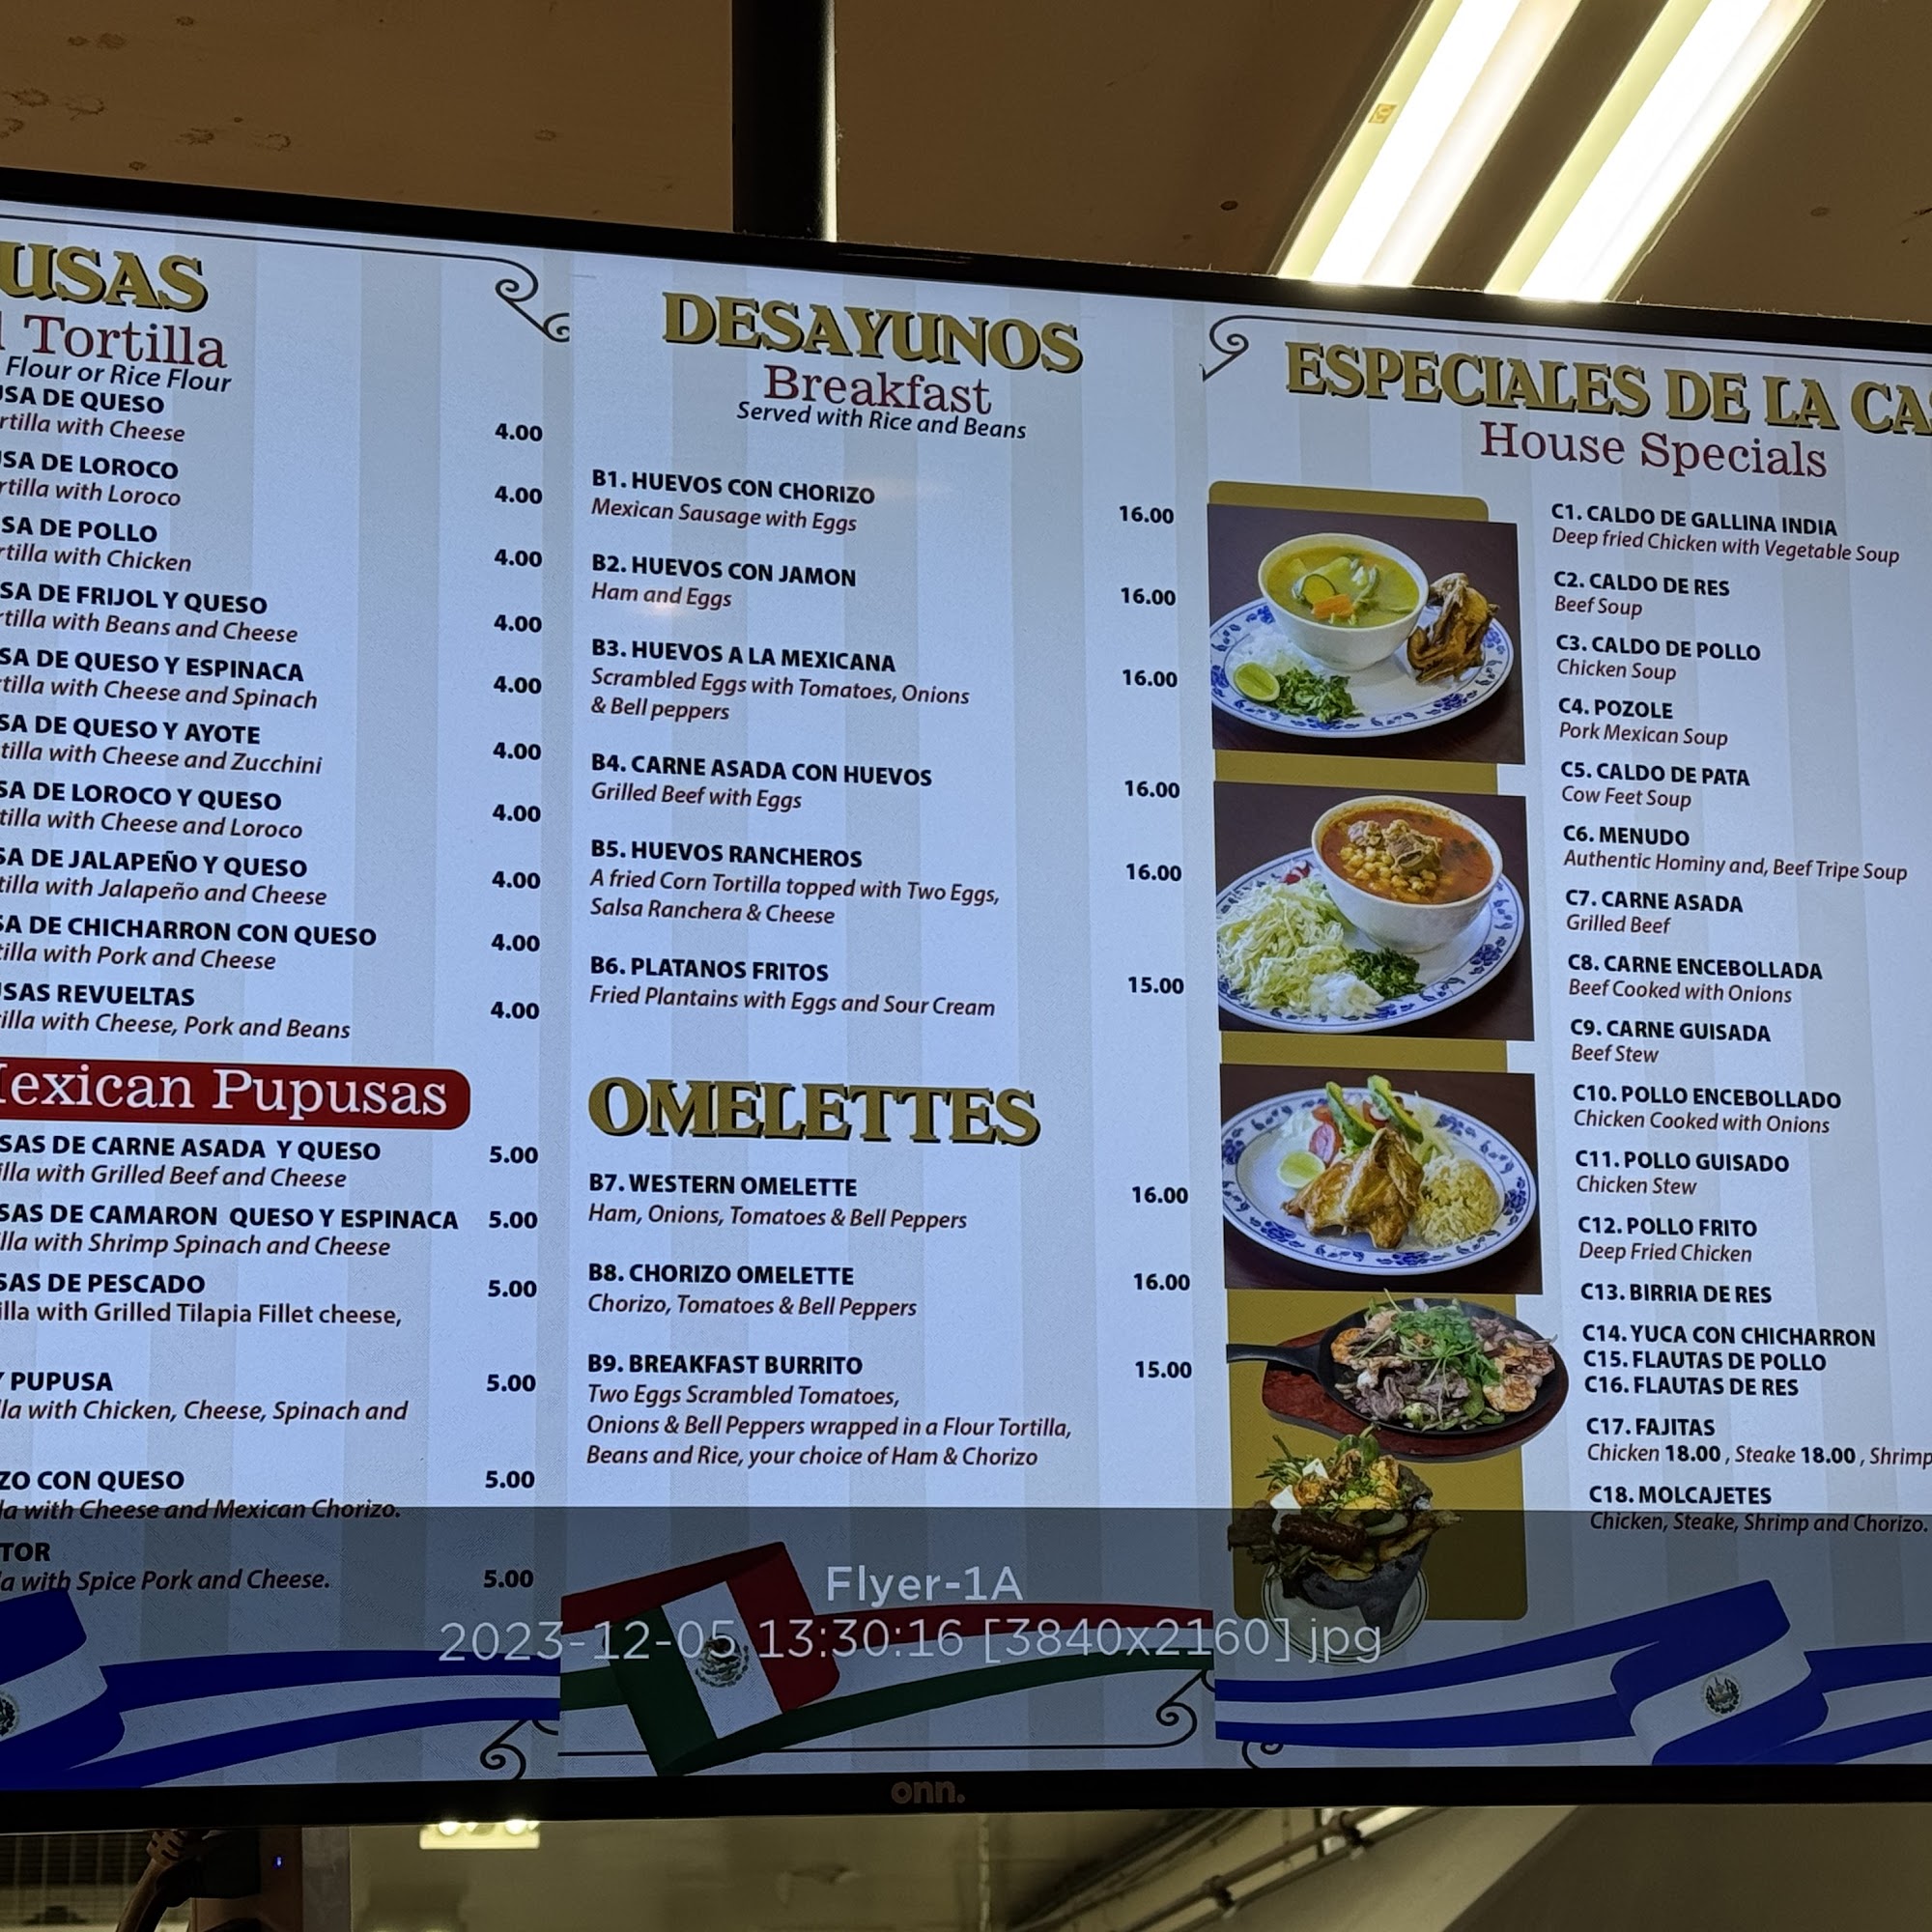 USAS
Tortilla
Flour or Rice Flour
USA DE QUESO
rtilla with Cheese 4.00
USA DE LOROCO
rtilla with Loroco 4.00
SA DE POLLO
rtilla with Chicken 4.00
SA DE FRIJOL Y QUESO
rtilla with Beans and Cheese 4.00
SA DE QUESO Y ESPINACA
tilla with Cheese and Spinach 4.00
SA DE QUESO Y AYOTE
tilla with Cheese and Zucchini 4.00
SA DE LOROCO Y QUESO
tilla with Cheese and Loroco 4.00
SA DE JALAPEÑO Y QUESO
tilla with Jalapeño and Cheese 4.00
SA DE CHICHARRON CON QUESO
tilla with Pork and Cheese 4.00
USAS REVUELTAS
illa with Cheese, Pork and Beans 4.00
Mexican Pupusas
SAS DE CARNE ASADA Y QUESO 5.00
illa with Grilled Beef and Cheese
SAS DE CAMARON QUESO Y ESPINACA 5.00
illa with Shrimp Spinach and Cheese
SAS DE PESCADO 5.00
illa with Grilled Tilapia Fillet cheese,
Y PUPUSA 5.00
lla with Chicken, Cheese, Spinach and
ZO CON QUESO 5.00
la with Cheese and Mexican Chorizo.
TOR
a with Spice Pork and Cheese. 5.00
DESAYUNOS
Breakfast
Served with Rice and Beans
B1. HUEVOS CON CHORIZO 16.00
Mexican Sausage with Eggs
B2. HUEVOS CON JAMON 16.00
Ham and Eggs
B3. HUEVOS A LA MEXICANA 16.00
Scrambled Eggs with Tomatoes, Onions
& Bell peppers
B4. CARNE ASADA CON HUEVOS 16.00
Grilled Beef with Eggs
B5. HUEVOS RANCHEROS 16.00
A fried Corn Tortilla topped with Two Eggs,
Salsa Ranchera & Cheese
B6. PLATANOS FRITOS 15.00
Fried Plantains with Eggs and Sour Cream
OMELETTES
B7. WESTERN OMELETTE 16.00
Ham, Onions, Tomatoes & Bell Peppers
B8. CHORIZO OMELETTE 16.00
Chorizo, Tomatoes & Bell Peppers
B9. BREAKFAST BURRITO 15.00
Two Eggs Scrambled Tomatoes,
Onions & Bell Peppers wrapped in a Flour Tortilla,
Beans and Rice, your choice of Ham & Chorizo
ESPECIALES DE LA CAS
House Specials
C1. CALDO DE GALLINA INDIA
Deep fried Chicken with Vegetable Soup
C2. CALDO DE RES
Beef Soup
C3. CALDO DE POLLO
Chicken Soup
C4. POZOLE
Pork Mexican Soup
C5. CALDO DE PATA
Cow Feet Soup
C6. MENUDO
Authentic Hominy and, Beef Tripe Soup
C7. CARNE ASADA
Grilled Beef
C8. CARNE ENCEBOLLADA
Beef Cooked with Onions
C9. CARNE GUISADA
Beef Stew
C10. POLLO ENCEBOLLADO
Chicken Cooked with Onions
C11. POLLO GUISADO
Chicken Stew
C12. POLLO FRITO
Deep Fried Chicken
C13. BIRRIA DE RES
C14. YUCA CON CHICHARRON
C15. FLAUTAS DE POLLO
C16. FLAUTAS DE RES
C17. FAJITAS
Chicken 18.00 , Steake 18.00 , Shrimp
C18. MOLCAJETES
Chicken, Steake, Shrimp and Chorizo.
Flyer-1A
2023-12-05 13:30:16 [3840x2160] jpg
onn.